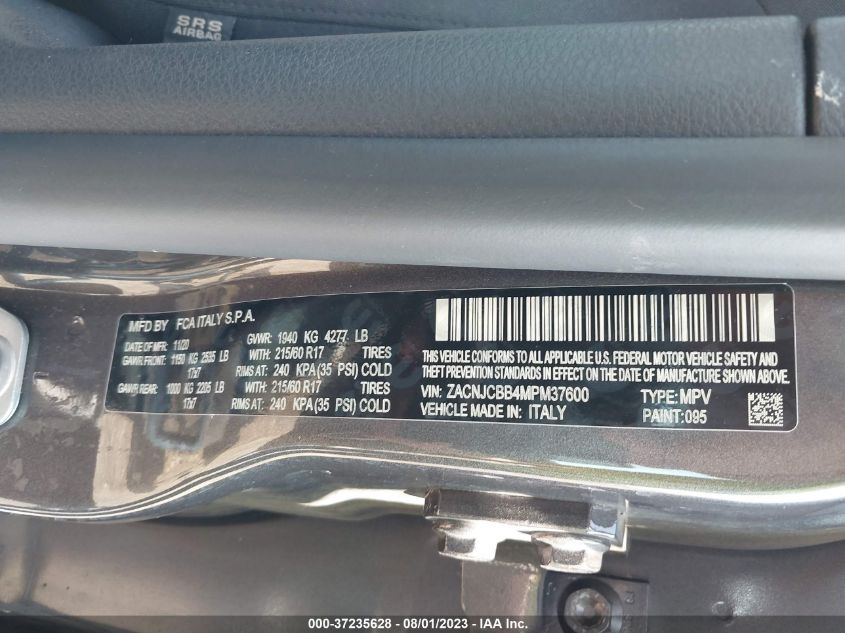 SRS
AIRBAG
MFD BY FCA ITALY S.P.A.
DATE OF MFR: 1120 GVWR: 1940 KG 4277 LB
GAWR FRONT: 1150 KG 2535 LB WITH: 215/60 R17 TIRES
17x7 RIMS AT: 240 KPA (35 PSI) COLD
GAWR REAR: 1000 KG 2205 LB WITH: 215/60 R17 TIRES
17x7 RIMS AT: 240 KPA (35 PSI) COLD
THIS VEHICLE CONFORMS TO ALL APPLICABLE U.S. FEDERAL MOTOR VEHICLE SAFETY AND
THEFT PREVENTION STANDARDS IN EFFECT ON THE DATE OF MANUFACTURE SHOWN ABOVE.
VIN: ZACNJCBB4MPM37600 TYPE: MPV
VEHICLE MADE IN: ITALY PAINT: 095
000-37235628 - 08/01/2023 - IAA Inc.